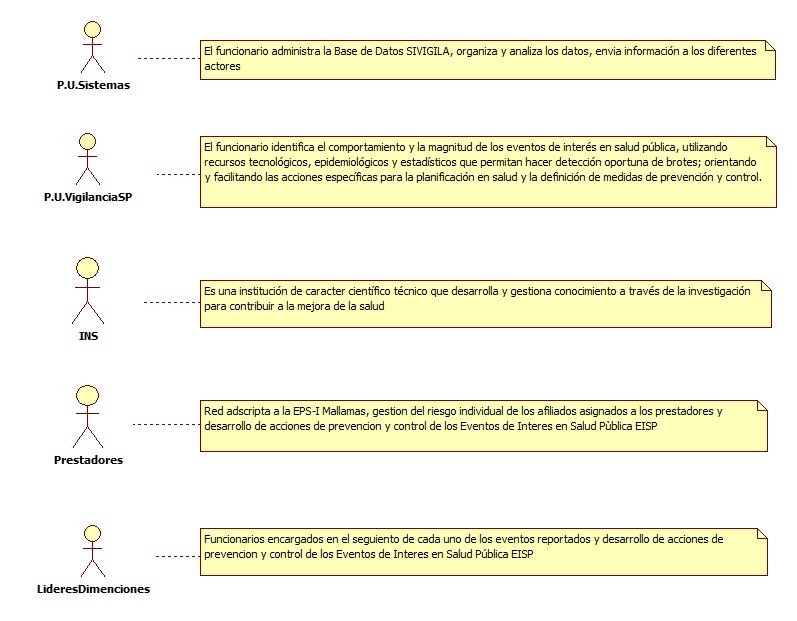 El funcionario administra la Base de Datos SIVIGILA, organiza y analiza los datos, envia información a los diferentes
actores
P.U.Sistemas
El funcionario identifica el comportamiento y la magnitud de los eventos de interés en salud pública, utilizando
recursos tecnológicos, epidemiológicos y estadísticos que permitan hacer detección oportuna de brotes; orientando
y facilitando las acciones específicas para la planificación en salud y la definición de medidas de prevención y control.
P.U.VigilanciaSP
Es una institución de caracter científico técnico que desarrolla y gestiona conocimiento a través de la investigación
para contribuir a la mejora de la salud
INS
Red adscripta a la EPS-I Mallamas, gestion del riesgo individual de los afiliados asignados a los prestadores y
desarrollo de acciones de prevencion y control de los Eventos de Interes en Salud Pùblica EISP
Prestadores
Funcionarios encargados en el seguiento de cada uno de los eventos reportados y desarrollo de acciones de
prevencion y control de los Eventos de Interes en Salud Pública EISP
LideresDimenciones